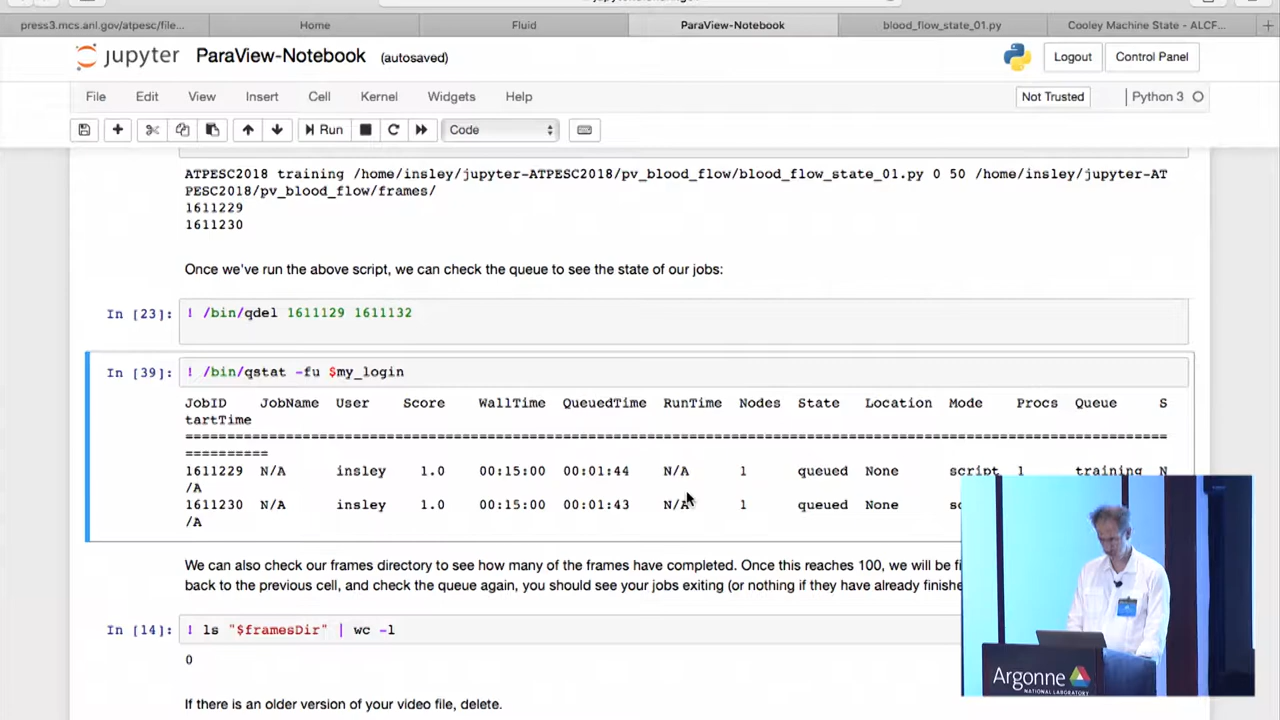 press3.mcs.anl.gov/atpesc/file...
Home
Fluid
ParaView-Notebook
blood_flow_state_01.py
Cooley Machine State - ALCF...
jupyter ParaView-Notebook (autosaved)
Logout
Control Panel
File Edit View Insert Cell Kernel Widgets Help
Not Trusted
Python 3
Run
Code
ATPESC2018 training /home/insley/jupyter-ATPESC2018/pv_blood_flow/blood_flow_state_01.py 0 50 /home/insley/jupyter-AT
PESC2018/pv_blood_flow/frames/
1611229
1611230
Once we've run the above script, we can check the queue to see the state of our jobs:
In [23]: ! /bin/qdel 1611129 1611132
In [39]: ! /bin/qstat -fu $my_login
JobID JobName User Score WallTime QueuedTime RunTime Nodes State Location Mode Procs Queue S
tartTime
===================================================================================================
==========
1611229 N/A insley 1.0 00:15:00 00:01:44 N/A 1 queued None script 1 training N
/A
1611230 N/A insley 1.0 00:15:00 00:01:43 N/A 1 queued None
/A
We can also check our frames directory to see how many of the frames have completed. Once this reaches 100, we will be
back to the previous cell, and check the queue again, you should see your jobs exiting (or nothing if they have already
In [14]: ! ls "$framesDir" | wc -l
0
If there is an older version of your video file, delete.
Argonne
NATIONAL LABORATORY